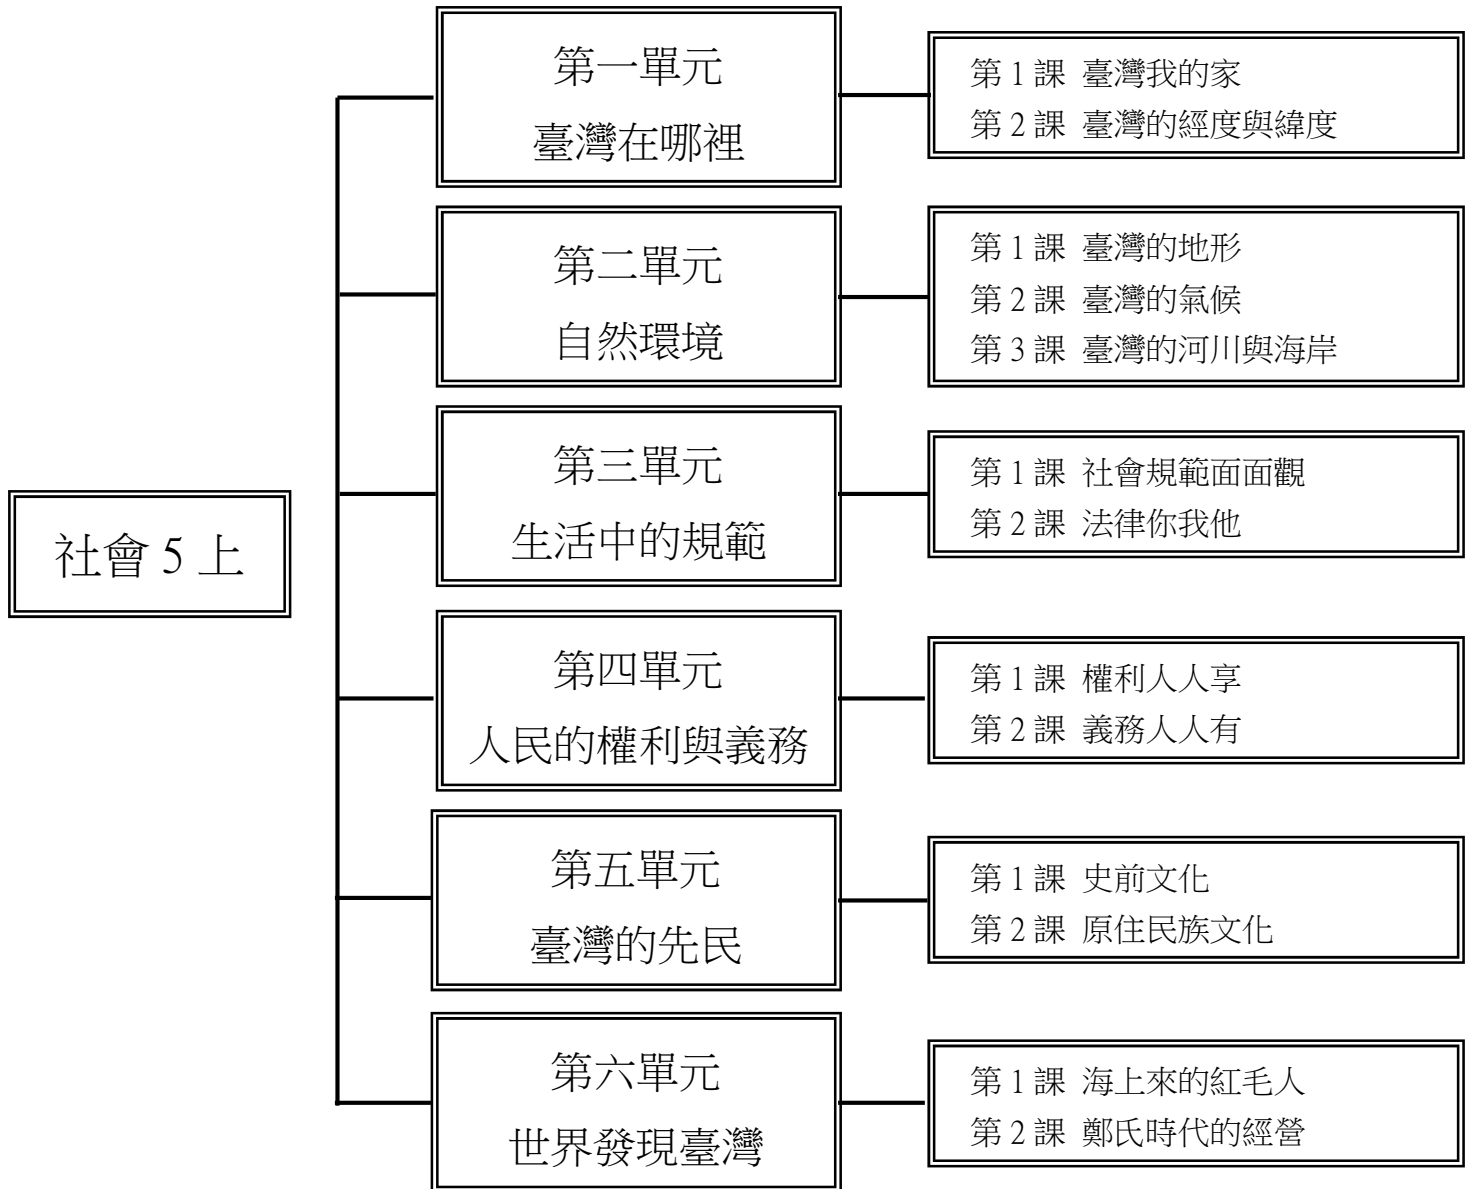 社會 5 上
第一單元
臺灣在哪裡
第 1 課 臺灣我的家
第 2 課 臺灣的經度與緯度
第二單元
自然環境
第 1 課 臺灣的地形
第 2 課 臺灣的氣候
第 3 課 臺灣的河川與海岸
第三單元
生活中的規範
第 1 課 社會規範面面觀
第 2 課 法律你我他
第四單元
人民的權利與義務
第 1 課 權利人人享
第 2 課 義務人人有
第五單元
臺灣的先民
第 1 課 史前文化
第 2 課 原住民族文化
第六單元
世界發現臺灣
第 1 課 海上來的紅毛人
第 2 課 鄭氏時代的經營